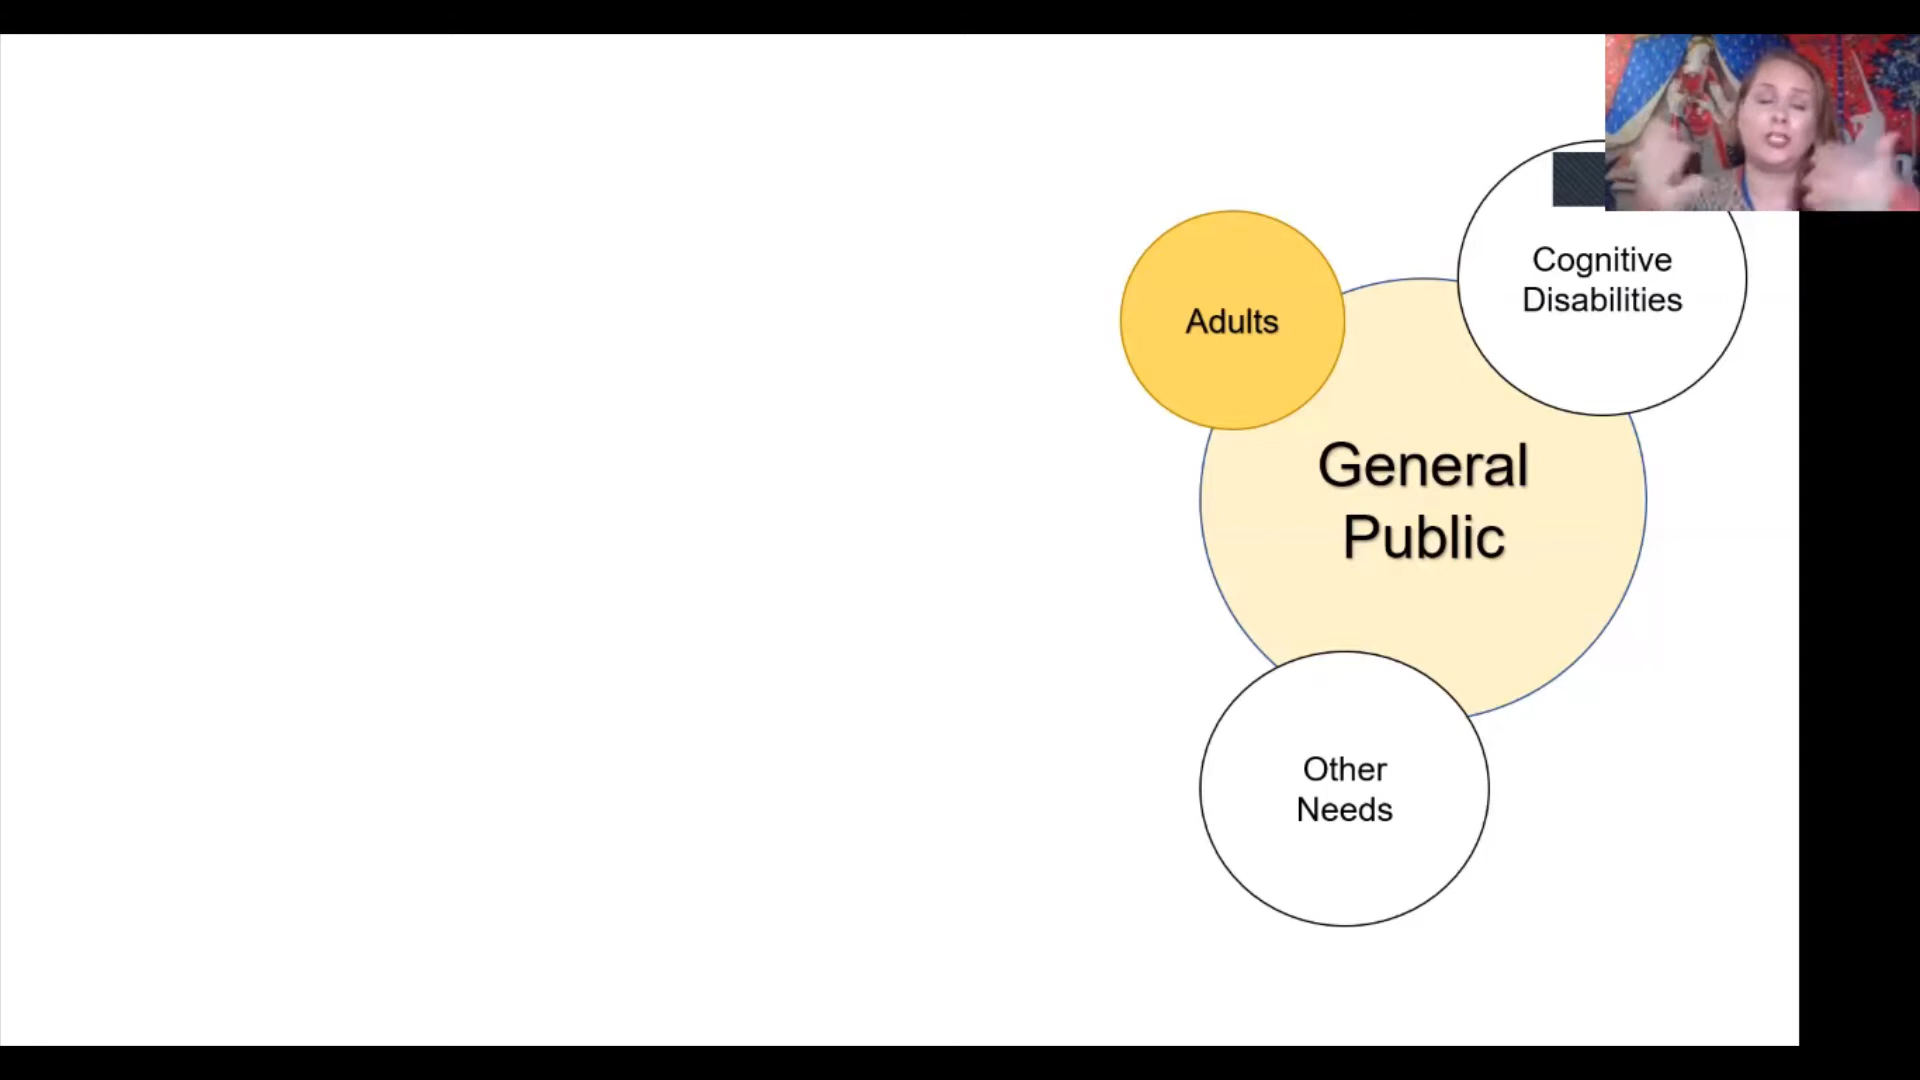 Cognitive
Disabilities
Adults
General
Public
Other
Needs